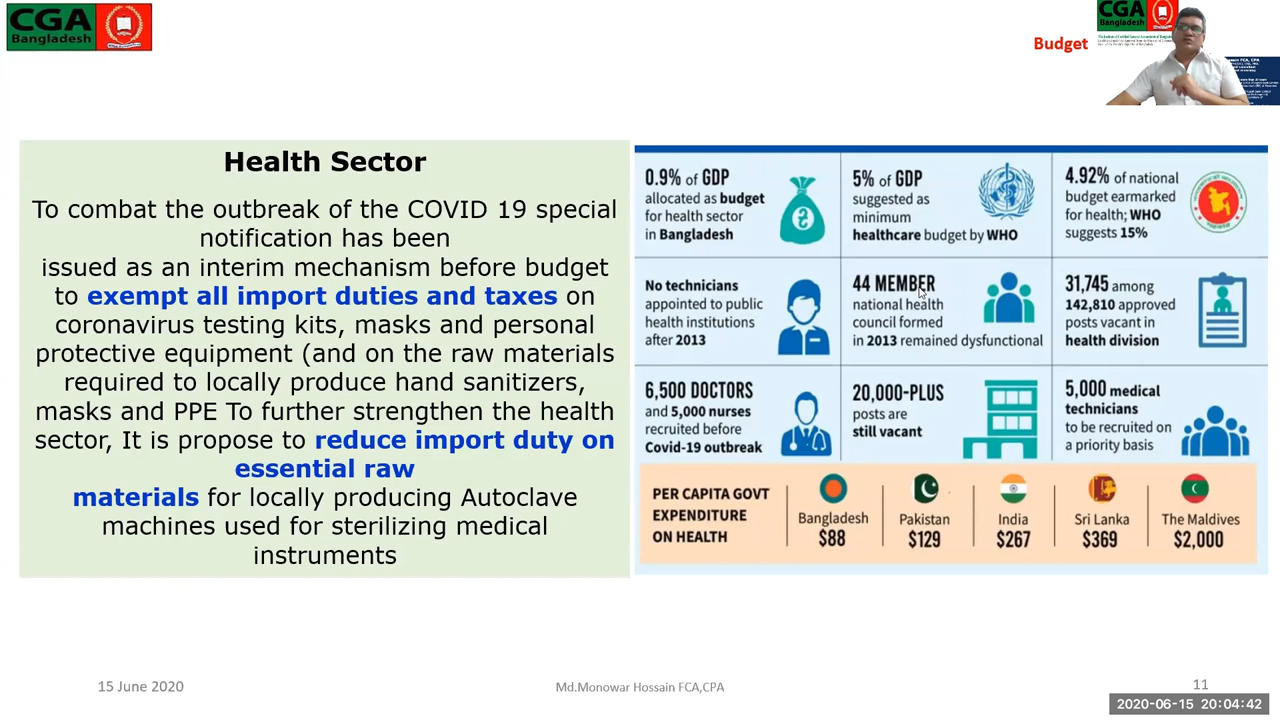 CGA
Bangladesh
CGA
Bangladesh
Budget
Health Sector
To combat the outbreak of the COVID 19 special
notification has been
issued as an interim mechanism before budget
to exempt all import duties and taxes on
coronavirus testing kits, masks and personal
protective equipment (and on the raw materials
required to locally produce hand sanitizers,
masks and PPE To further strengthen the health
sector, It is propose to reduce import duty on
essential raw
materials for locally producing Autoclave
machines used for sterilizing medical
instruments
0.9% of GDP
allocated as budget
for health sector
in Bangladesh
5% of GDP
suggested as
minimum
healthcare budget by WHO
4.92% of national
budget earmarked
for health; WHO
suggests 15%
No technicians
appointed to public
health institutions
after 2013
44 MEMBER
national health
council formed
in 2013 remained dysfunctional
31,745 among
142,810 approved
posts vacant in
health division
6,500 DOCTORS
and 5,000 nurses
recruited before
Covid-19 outbreak
20,000-PLUS
posts are
still vacant
5,000 medical
technicians
to be recruited on
a priority basis
PER CAPITA GOVT
EXPENDITURE
ON HEALTH
Bangladesh
$88
Pakistan
$129
India
$267
Sri Lanka
$369
The Maldives
$2,000
15 June 2020
Md.Monowar Hossain FCA,CPA
11
2020-06-15 20:04:42